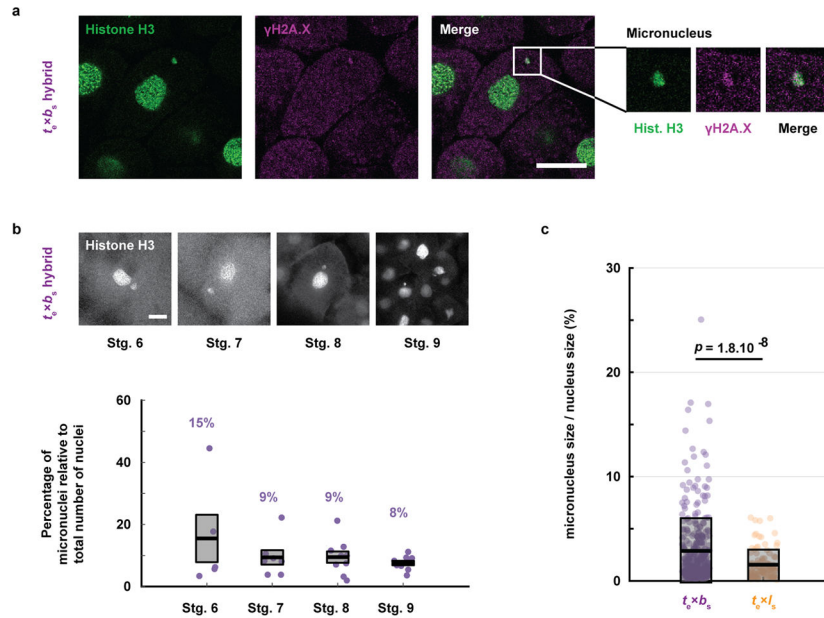 a
Histone H3
γH2A.X
Merge
Micronucleus
tₑ×bₛ hybrid
Hist. H3
γH2A.X
Merge
b
Histone H3
tₑ×bₛ hybrid
Stg. 6
Stg. 7
Stg. 8
Stg. 9
Percentage of
micronuclei relative to
total number of nuclei
60
40
20
0
15%
9%
9%
8%
Stg. 6
Stg. 7
Stg. 8
Stg. 9
c
micronucleus size / nucleus size (%)
30
20
10
0
p = 1.8.10 -8
tₑ×bₛ
tₑ×lₛ